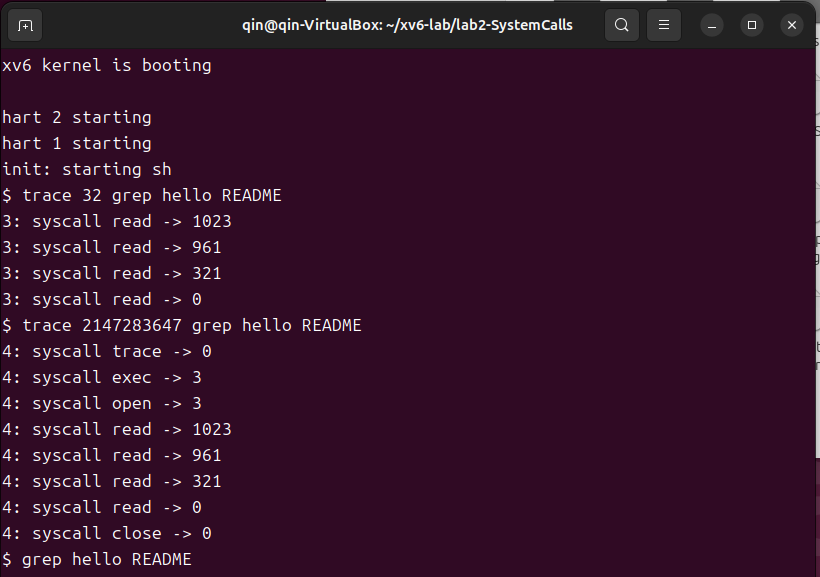 qin@qin-VirtualBox: ~/xv6-lab/lab2-SystemCalls
xv6 kernel is booting
hart 2 starting
hart 1 starting
init: starting sh
$ trace 32 grep hello README
3: syscall read -> 1023
3: syscall read -> 961
3: syscall read -> 321
3: syscall read -> 0
$ trace 2147283647 grep hello README
4: syscall trace -> 0
4: syscall exec -> 3
4: syscall open -> 3
4: syscall read -> 1023
4: syscall read -> 961
4: syscall read -> 321
4: syscall read -> 0
4: syscall close -> 0
$ grep hello README